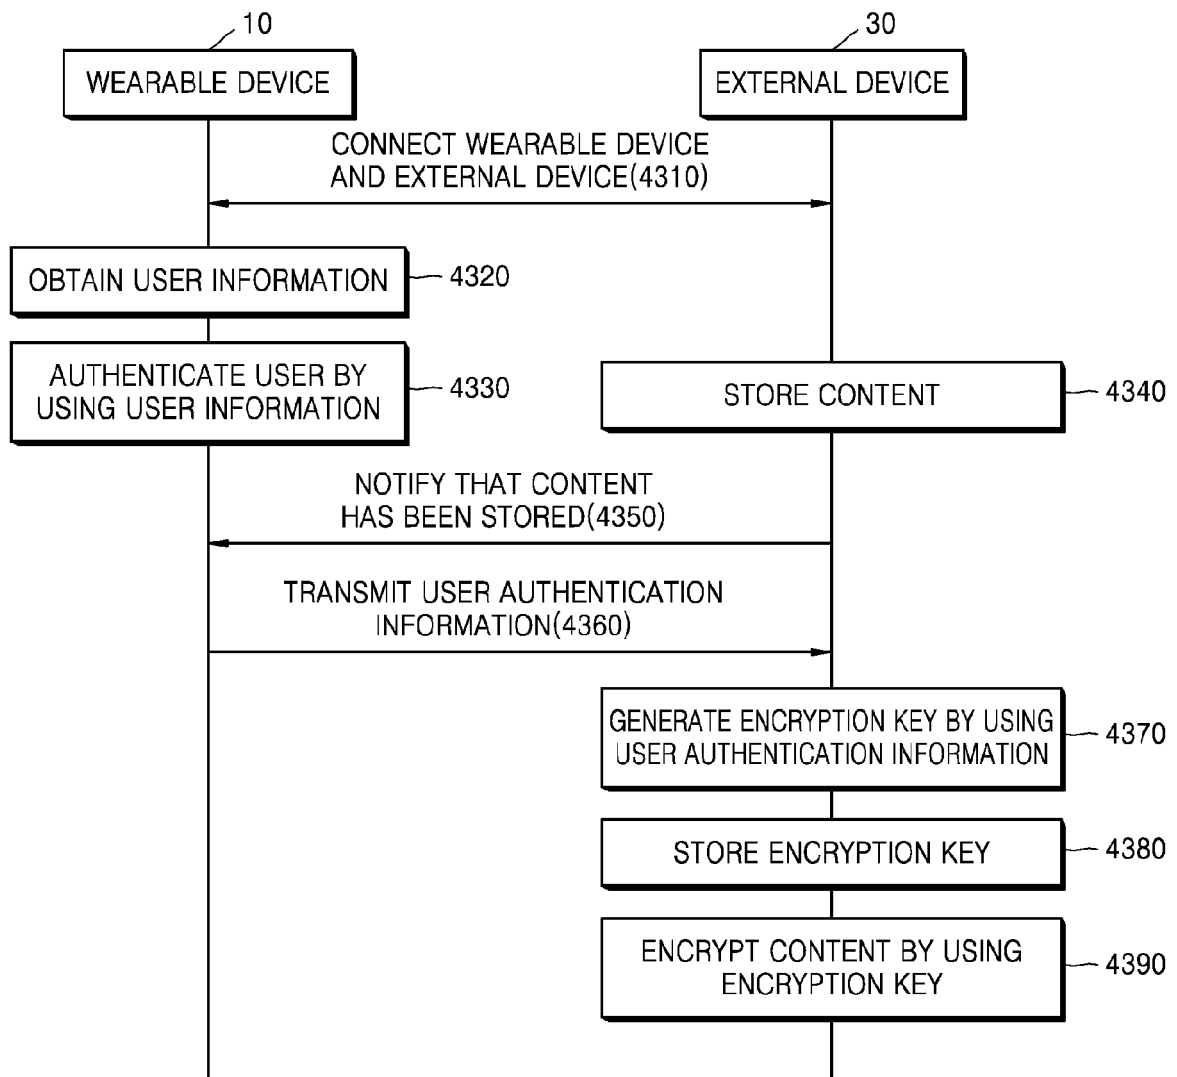 10
30
WEARABLE DEVICE
EXTERNAL DEVICE
CONNECT WEARABLE DEVICE
AND EXTERNAL DEVICE(4310)
OBTAIN USER INFORMATION
4320
AUTHENTICATE USER BY
USING USER INFORMATION
4330
STORE CONTENT
4340
NOTIFY THAT CONTENT
HAS BEEN STORED(4350)
TRANSMIT USER AUTHENTICATION
INFORMATION(4360)
GENERATE ENCRYPTION KEY BY USING
USER AUTHENTICATION INFORMATION
4370
STORE ENCRYPTION KEY
4380
ENCRYPT CONTENT BY USING
ENCRYPTION KEY
4390